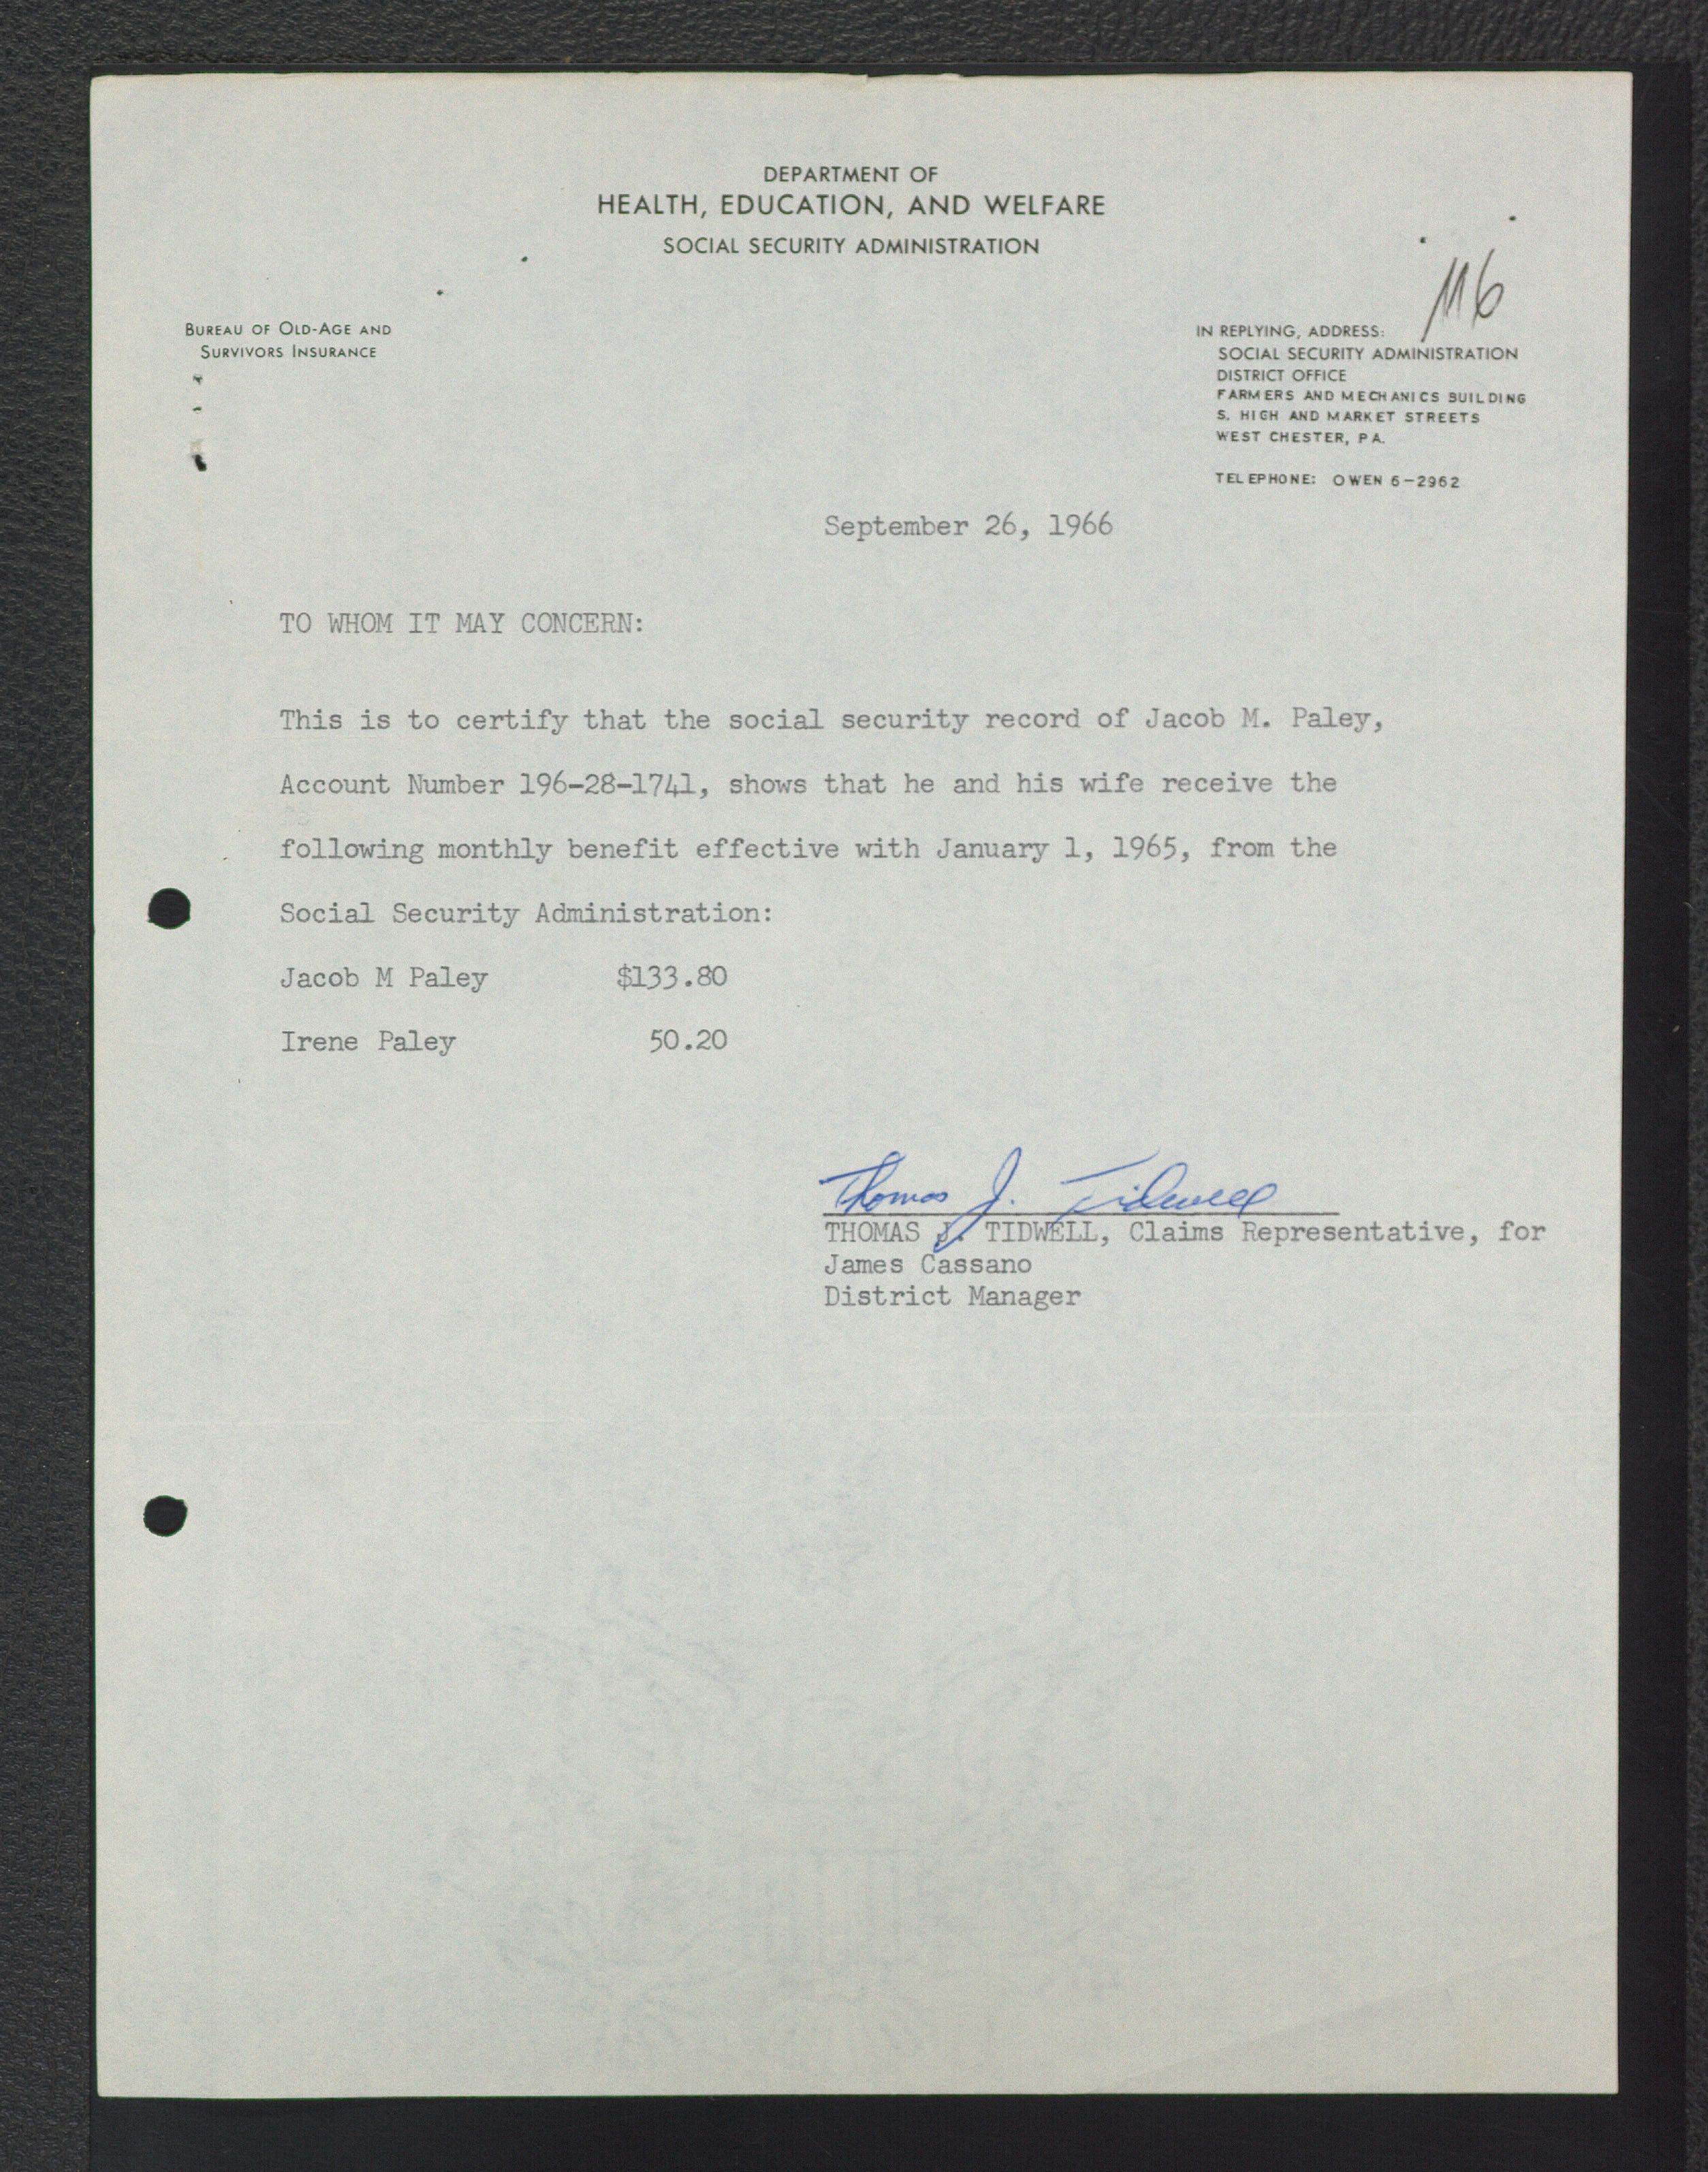 DEPARTMENT OF
HEALTH, EDUCATION, AND WELFARE
SOCIAL SECURITY ADMINISTRATION
116
BUREAU OF OLD-AGE AND
SURVIVORS INSURANCE
IN REPLYING, ADDRESS:
SOCIAL SECURITY ADMINISTRATION
DISTRICT OFFICE
FARMERS AND MECHANICS BUILDING
S. HIGH AND MARKET STREETS
WEST CHESTER, PA.
TELEPHONE: OWEN 6-2962
September 26, 1966
TO WHOM IT MAY CONCERN:
This is to certify that the social security record of Jacob M. Paley,
Account Number 196-28-1741, shows that he and his wife receive the
following monthly benefit effective with January 1, 1965, from the
Social Security Administration:
Jacob M Paley $133.80
Irene Paley 50.20
Thomas J. Tidwell
THOMAS J. TIDWELL, Claims Representative, for
James Cassano
District Manager